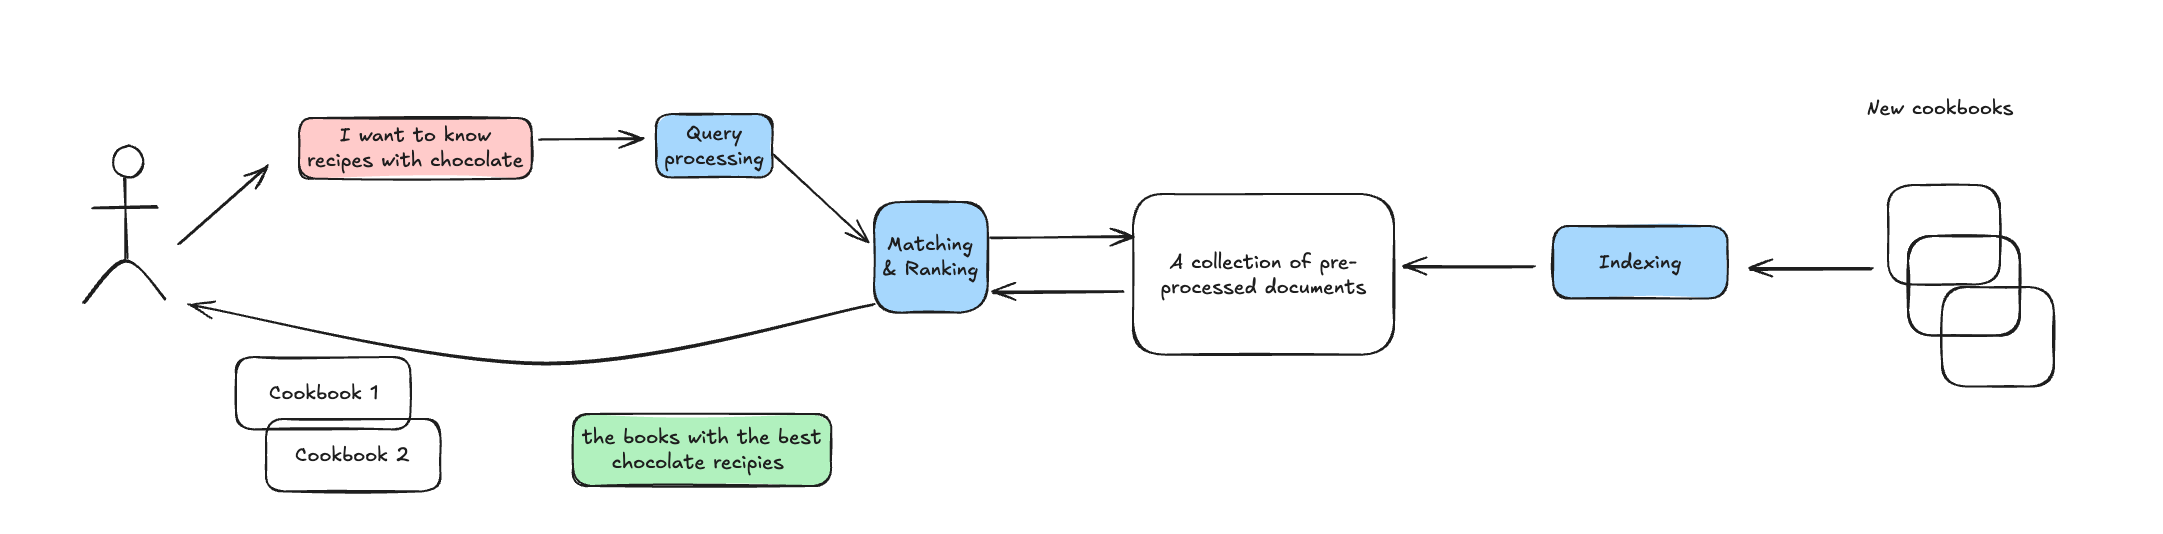 New cookbooks
I want to know
recipes with chocolate
Query
processing
Matching
& Ranking
A collection of pre-
processed documents
Indexing
Cookbook 1
Cookbook 2
the books with the best
chocolate recipies